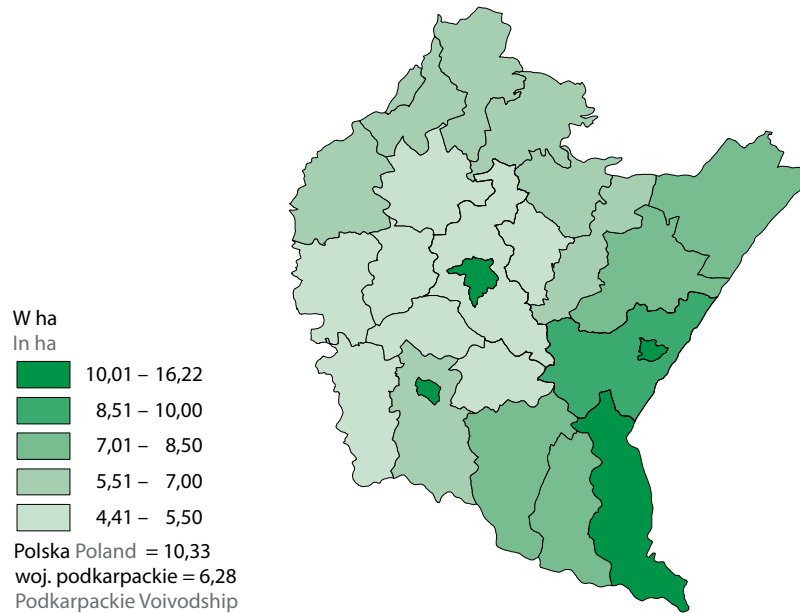 W ha
In ha
10,01 – 16,22
8,51 – 10,00
7,01 – 8,50
5,51 – 7,00
4,41 – 5,50
Polska Poland = 10,33
woj. podkarpackie = 6,28
Podkarpackie Voivodship